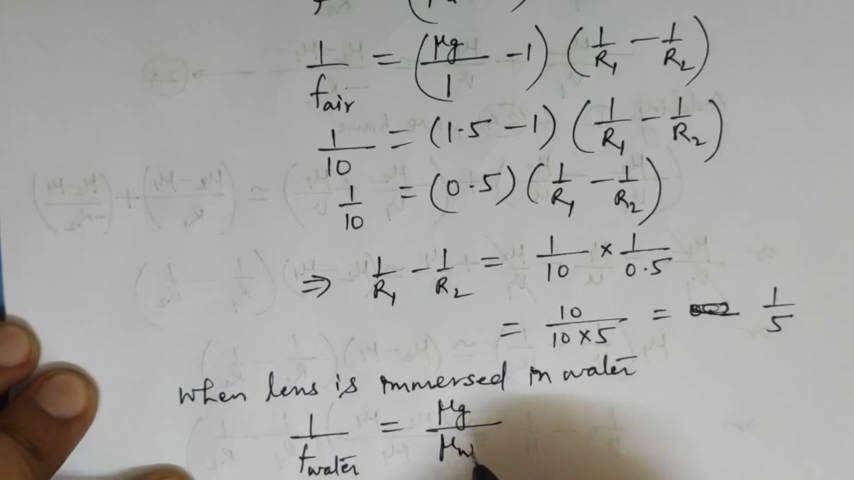 1/f_air = (μg/1 − 1) (1/R₁ − 1/R₂)
1/10 = (1.5 − 1) (1/R₁ − 1/R₂)
1/10 = (0.5) (1/R₁ − 1/R₂)
⇒ 1/R₁ − 1/R₂ = 1/10 × 1/0.5
= 10/(10 × 5) = 1/5
When lens is immersed in water
1/f_water = μg/μw